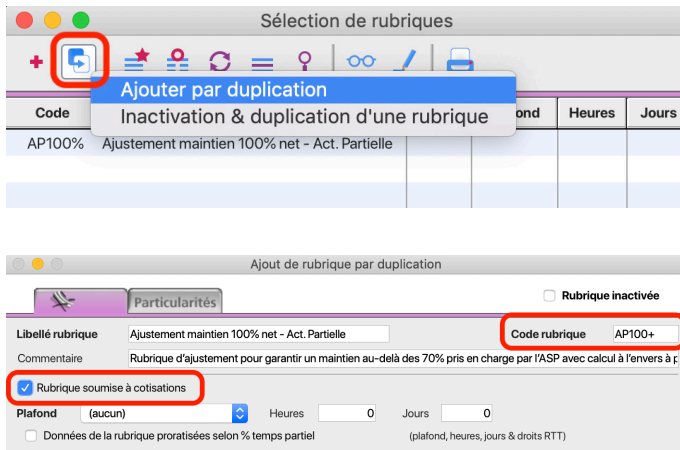 Sélection de rubriques
Ajouter par duplication
Inactivation & duplication d'une rubrique
Code ond Heures Jours
AP100% Ajustement maintien 100% net - Act. Partielle
Ajout de rubrique par duplication
Particularités Rubrique inactivée
Libellé rubrique Ajustement maintien 100% net - Act. Partielle Code rubrique AP100+
Commentaire Rubrique d'ajustement pour garantir un maintien au-delà des 70% pris en charge par l'ASP avec calcul à l'envers à p
Rubrique soumise à cotisations
Plafond (aucun) Heures 0 Jours 0
Données de la rubrique proratisées selon % temps partiel (plafond, heures, jours & droits RTT)